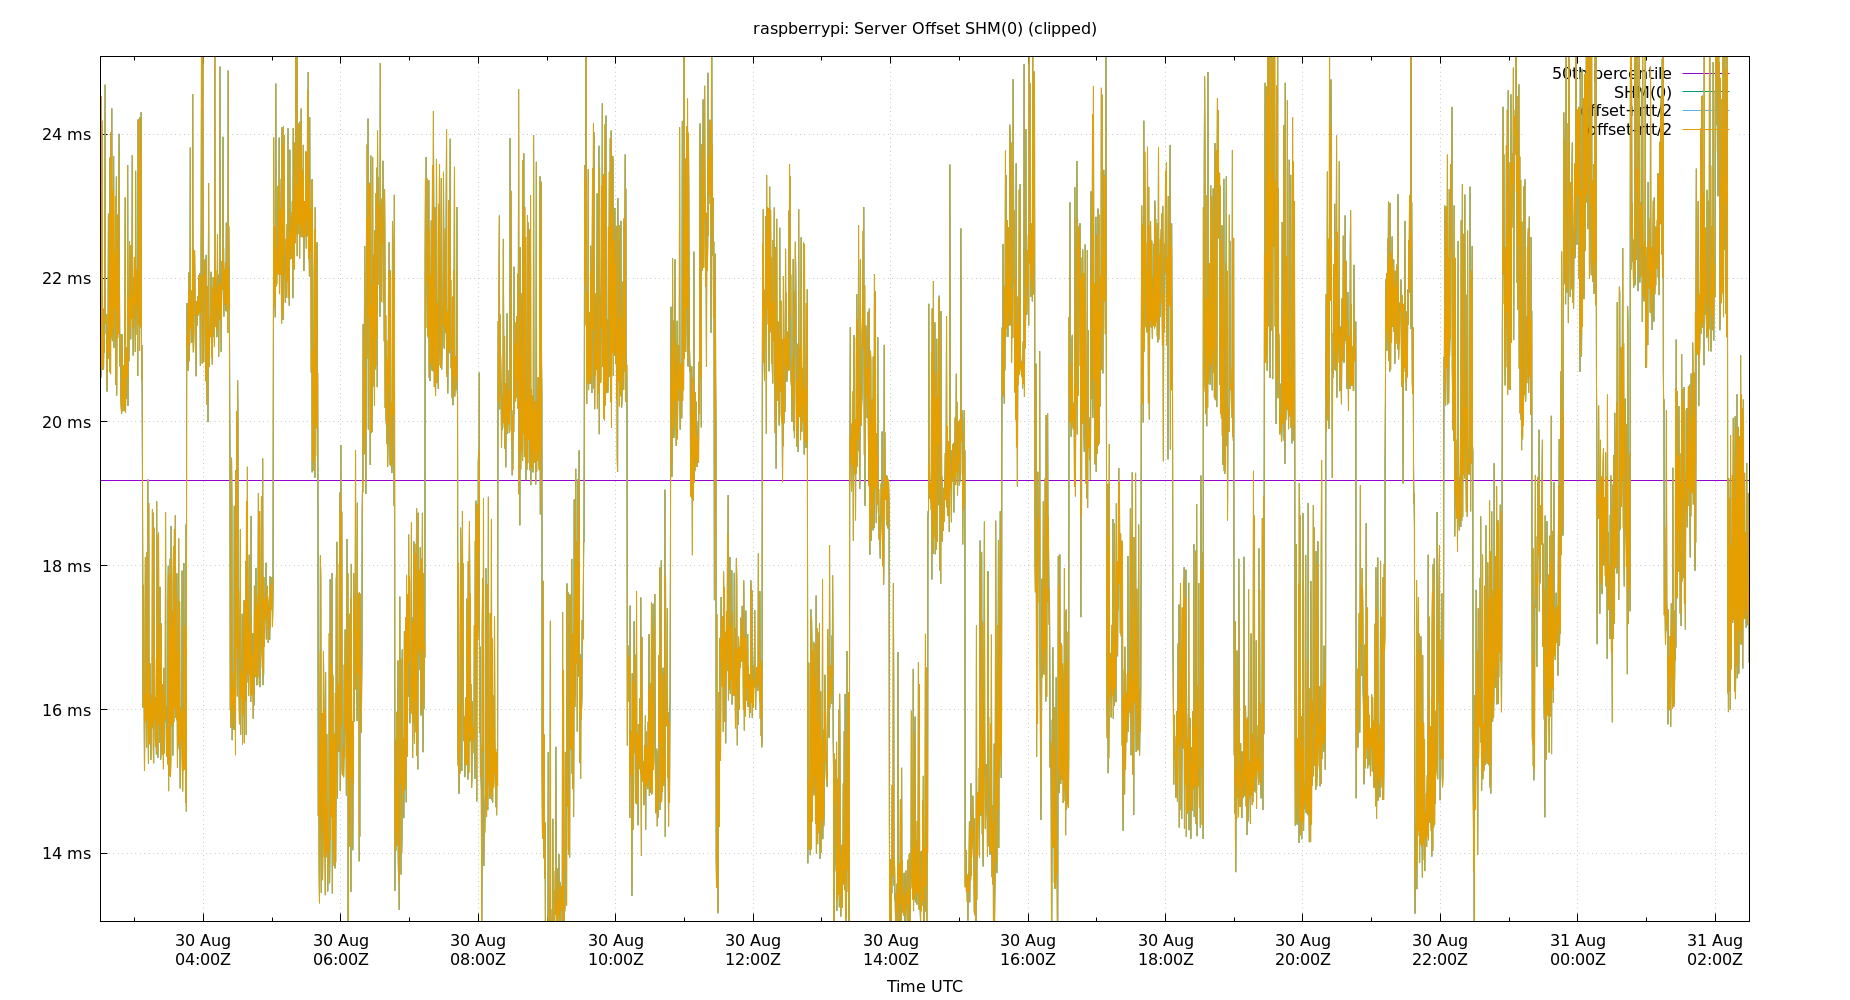 raspberrypi: Server Offset SHM(0) (clipped)
50th percentile
SHM(0)
offset+rtt/2
offset-rtt/2
24 ms
22 ms
20 ms
18 ms
16 ms
14 ms
30 Aug 30 Aug 30 Aug 30 Aug 30 Aug 30 Aug 30 Aug 30 Aug 30 Aug 30 Aug 31 Aug 31 Aug
04:00Z 06:00Z 08:00Z 10:00Z 12:00Z 14:00Z 16:00Z 18:00Z 20:00Z 22:00Z 00:00Z 02:00Z
Time UTC